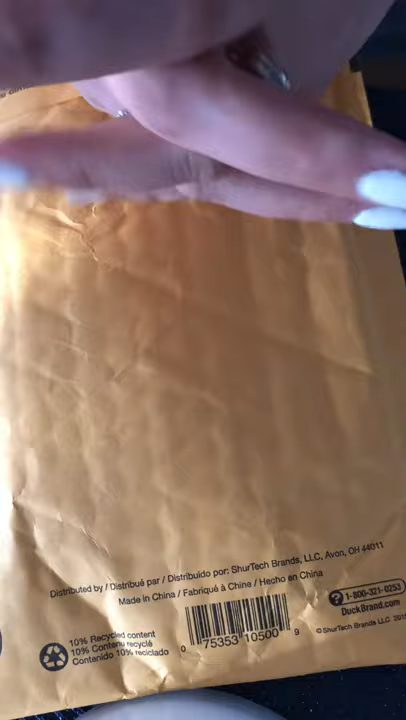 Distributed by / Distribué par / Distribuido por: ShurTech Brands, LLC, Avon, OH 44011
Made in China / Fabriqué à Chine / Hecho en China
? 1-800-321-0253
DuckBrand.com
10% Recycled content
10% Contenu recyclé
Contenido 10% reciclado
0 75353 10500 9
© ShurTech Brands LLC